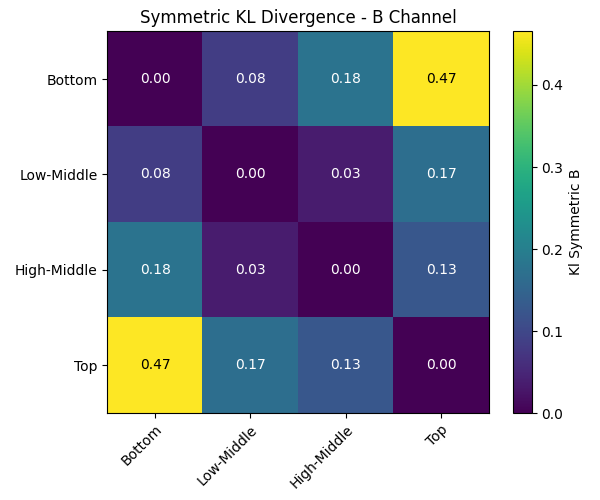 Symmetric KL Divergence - B Channel
Bottom 0.00 0.08 0.18 0.47
Low-Middle 0.08 0.00 0.03 0.17
High-Middle 0.18 0.03 0.00 0.13
Top 0.47 0.17 0.13 0.00
Bottom Low-Middle High-Middle Top
0.4
0.3
0.2
0.1
0.0
Kl Symmetric B